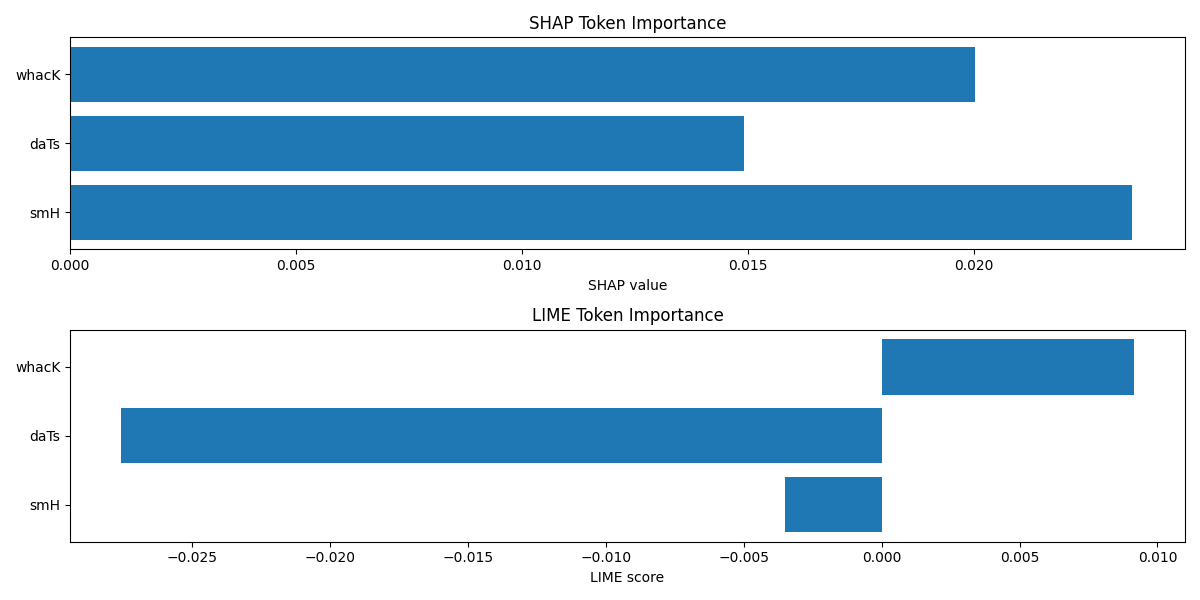 SHAP Token Importance
whacK
daTs
smH
0.000 0.005 0.010 0.015 0.020
SHAP value
LIME Token Importance
whacK
daTs
smH
−0.025 −0.020 −0.015 −0.010 −0.005 0.000 0.005 0.010
LIME score